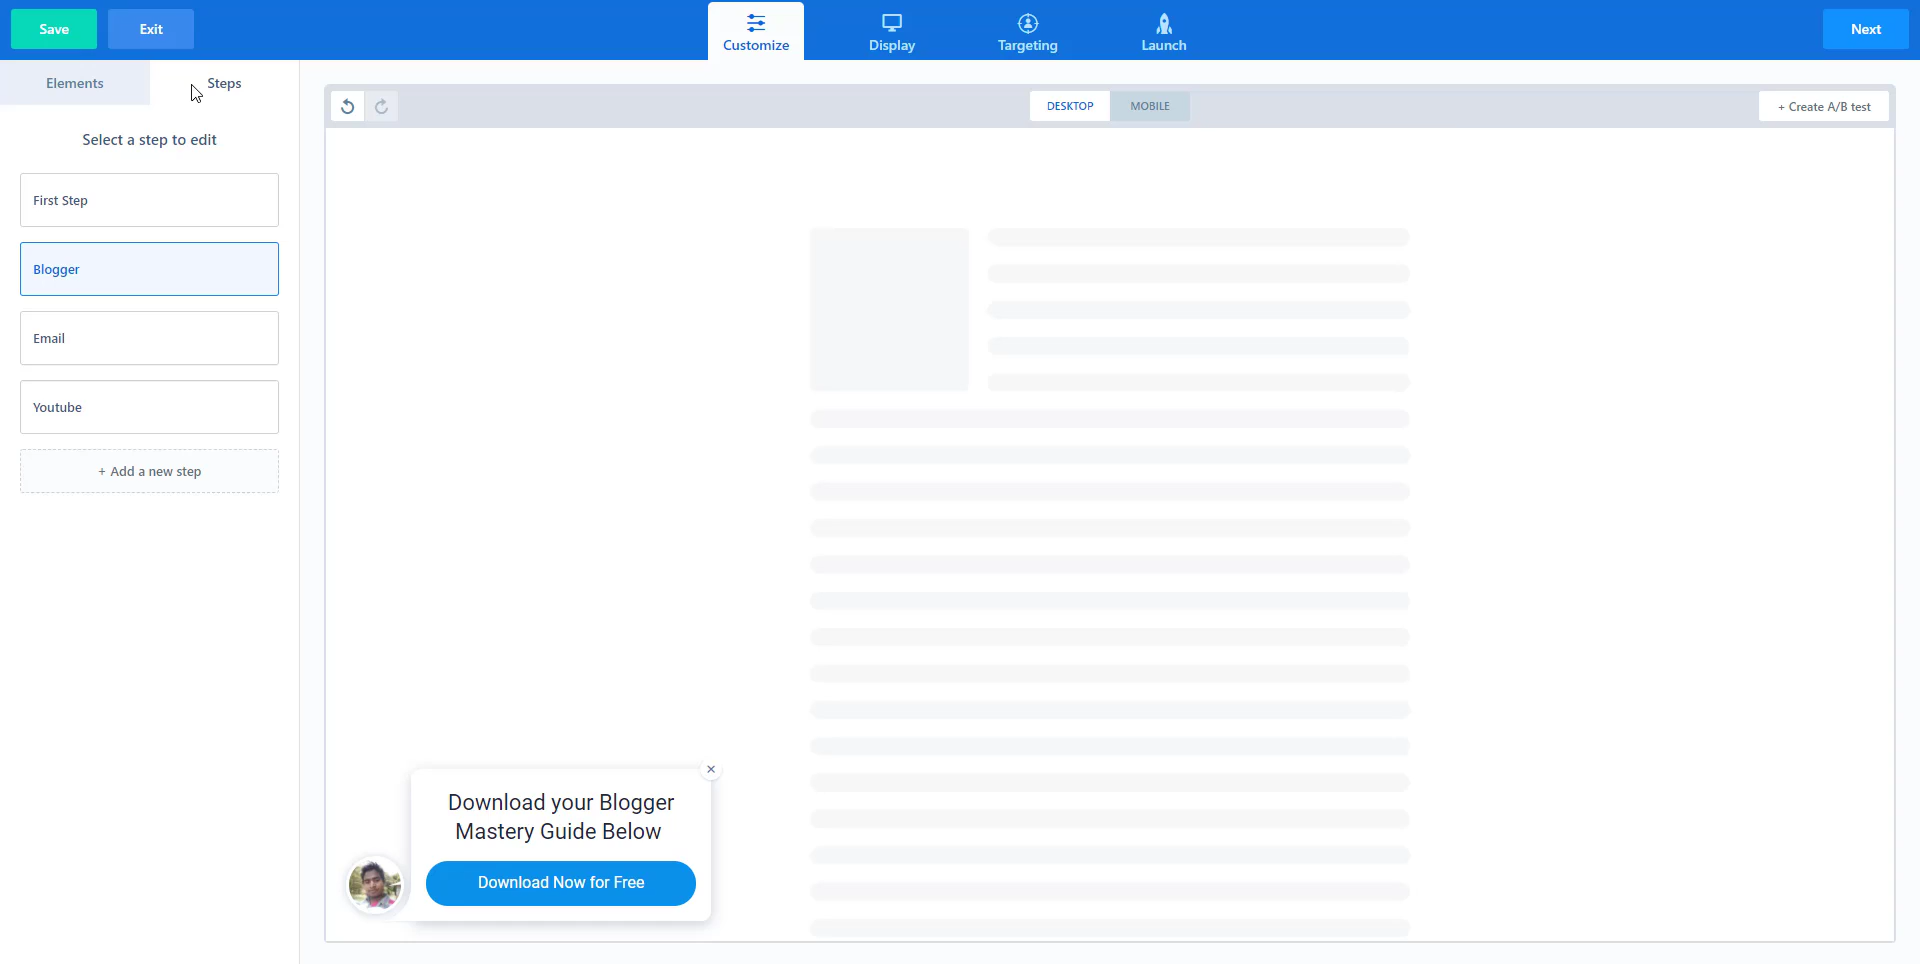 Save
Exit
Customize
Display
Targeting
Launch
Next
Elements
Steps
DESKTOP
MOBILE
+ Create A/B test
Select a step to edit
First Step
Blogger
Email
Youtube
+ Add a new step
Download your Blogger
Mastery Guide Below
Download Now for Free